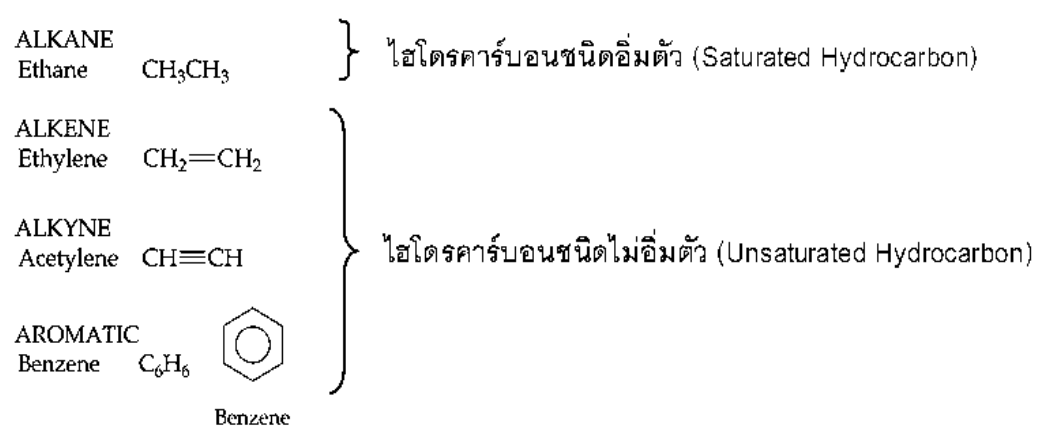 ALKANE
Ethane CH₃CH₃
ไฮโดรคาร์บอนชนิดอิ่มตัว (Saturated Hydrocarbon)
ALKENE
Ethylene CH₂=CH₂
ALKYNE
Acetylene CH≡CH
ไฮโดรคาร์บอนชนิดไม่อิ่มตัว (Unsaturated Hydrocarbon)
AROMATIC
Benzene C₆H₆
Benzene